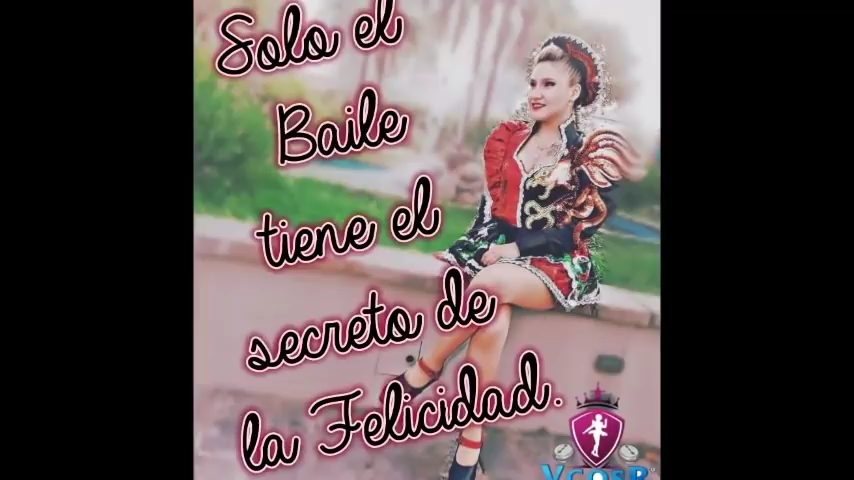 Solo el
Baile
tiene el
secreto de
la Felicidad.